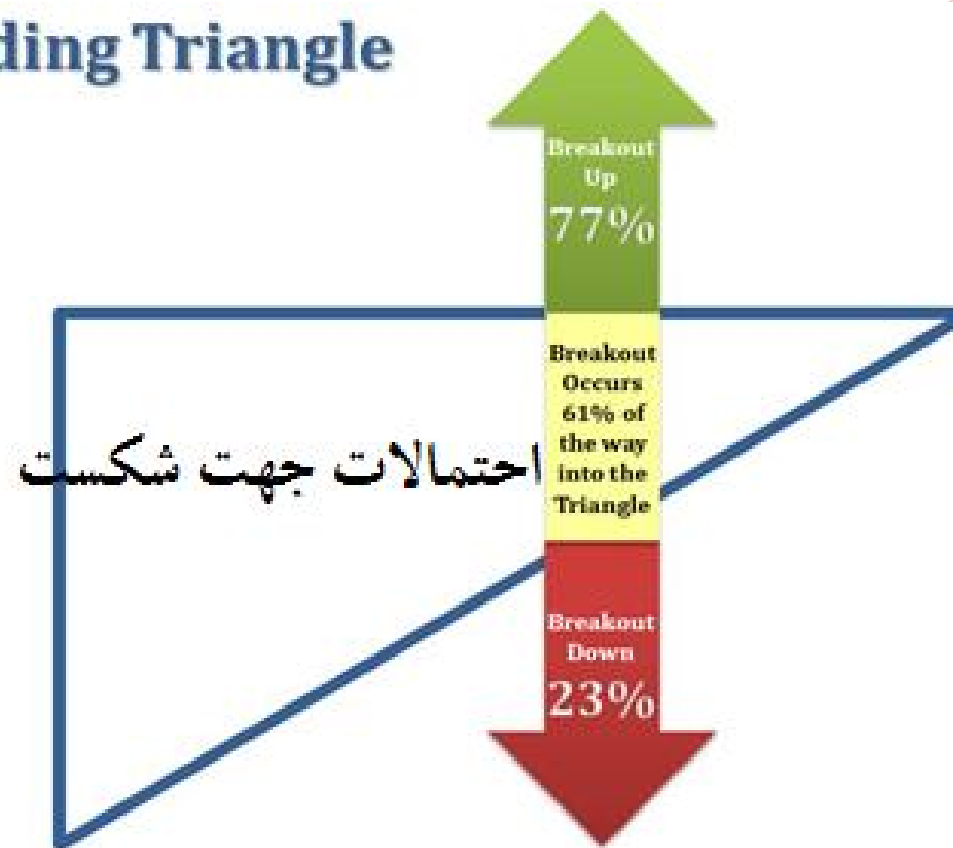 ding Triangle
Breakout
Up
77%
Breakout
Occurs
61% of
the way
into the
Triangle
احتمالات جهت شکست
Breakout
Down
23%